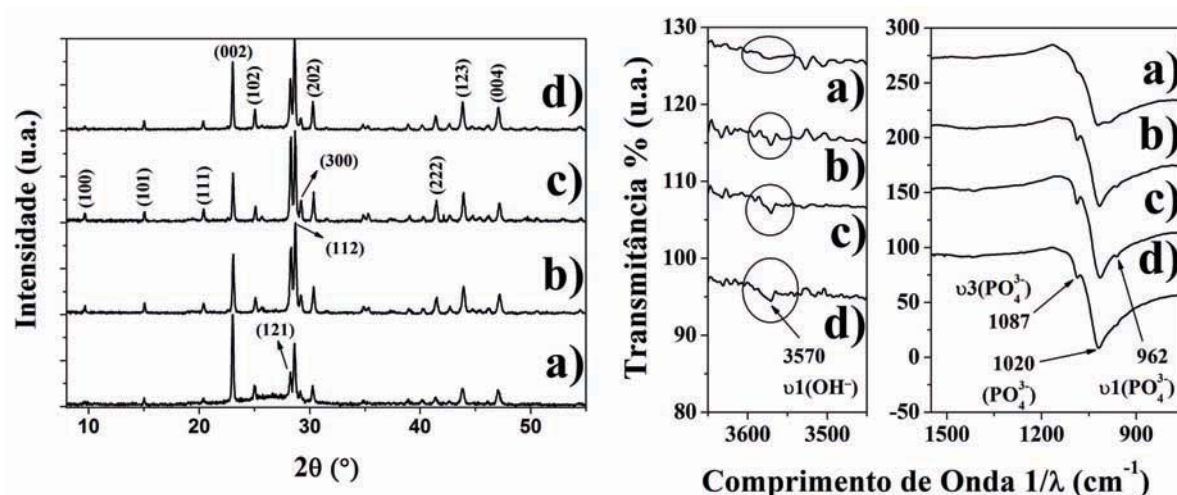 Intensidade (u.a.)
d)
(002)
(102)
(202)
(123)
(004)
c)
(100)
(101)
(111)
(300)
(222)
b)
(112)
a)
(121)
10 20 30 40 50
2θ (°)
Transmitância % (u.a.)
130
120
110
100
90
80
a)
b)
c)
d)
3570
υ1(OH⁻)
3600 3500
300
250
200
150
100
50
0
-50
a)
b)
c)
d)
υ3(PO₄³⁻)
1087
1020
(PO₄³⁻)
962
υ1(PO₄³⁻)
1550 1200 900
Comprimento de Onda 1/λ (cm⁻¹)